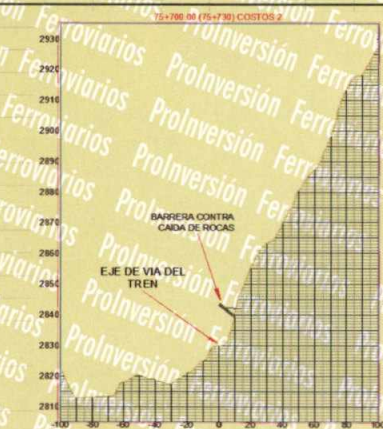 75+700.00 (75+730) COSTOS 2
2930
2920
2910
2900
2890
2880
2870
2860
2850
2840
2830
2820
2810
BARRERA CONTRA
CAIDA DE ROCAS
EJE DE VIA DEL
TREN
-100 -80 -60 -40 -20 0 20 40 60 80 100
ProInversión Ferroviarios